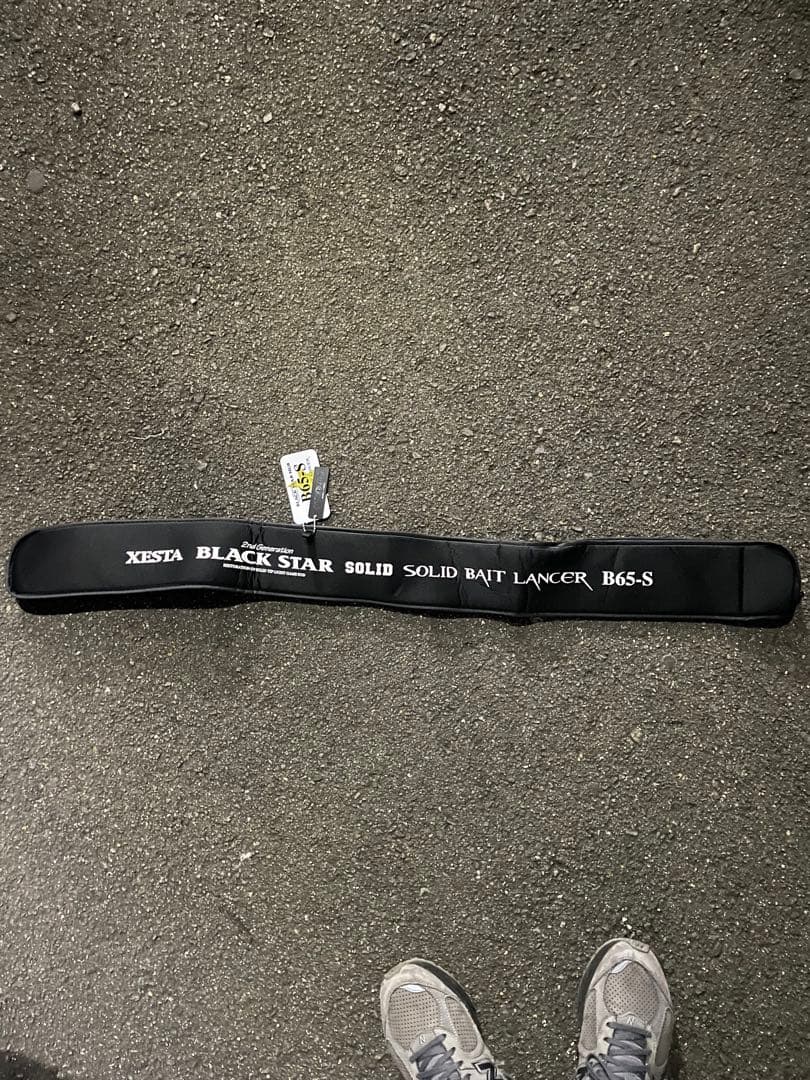 B65-S
2nd Generation
XESTA BLACK STAR SOLID SOLID BAIT LANCER B65-S